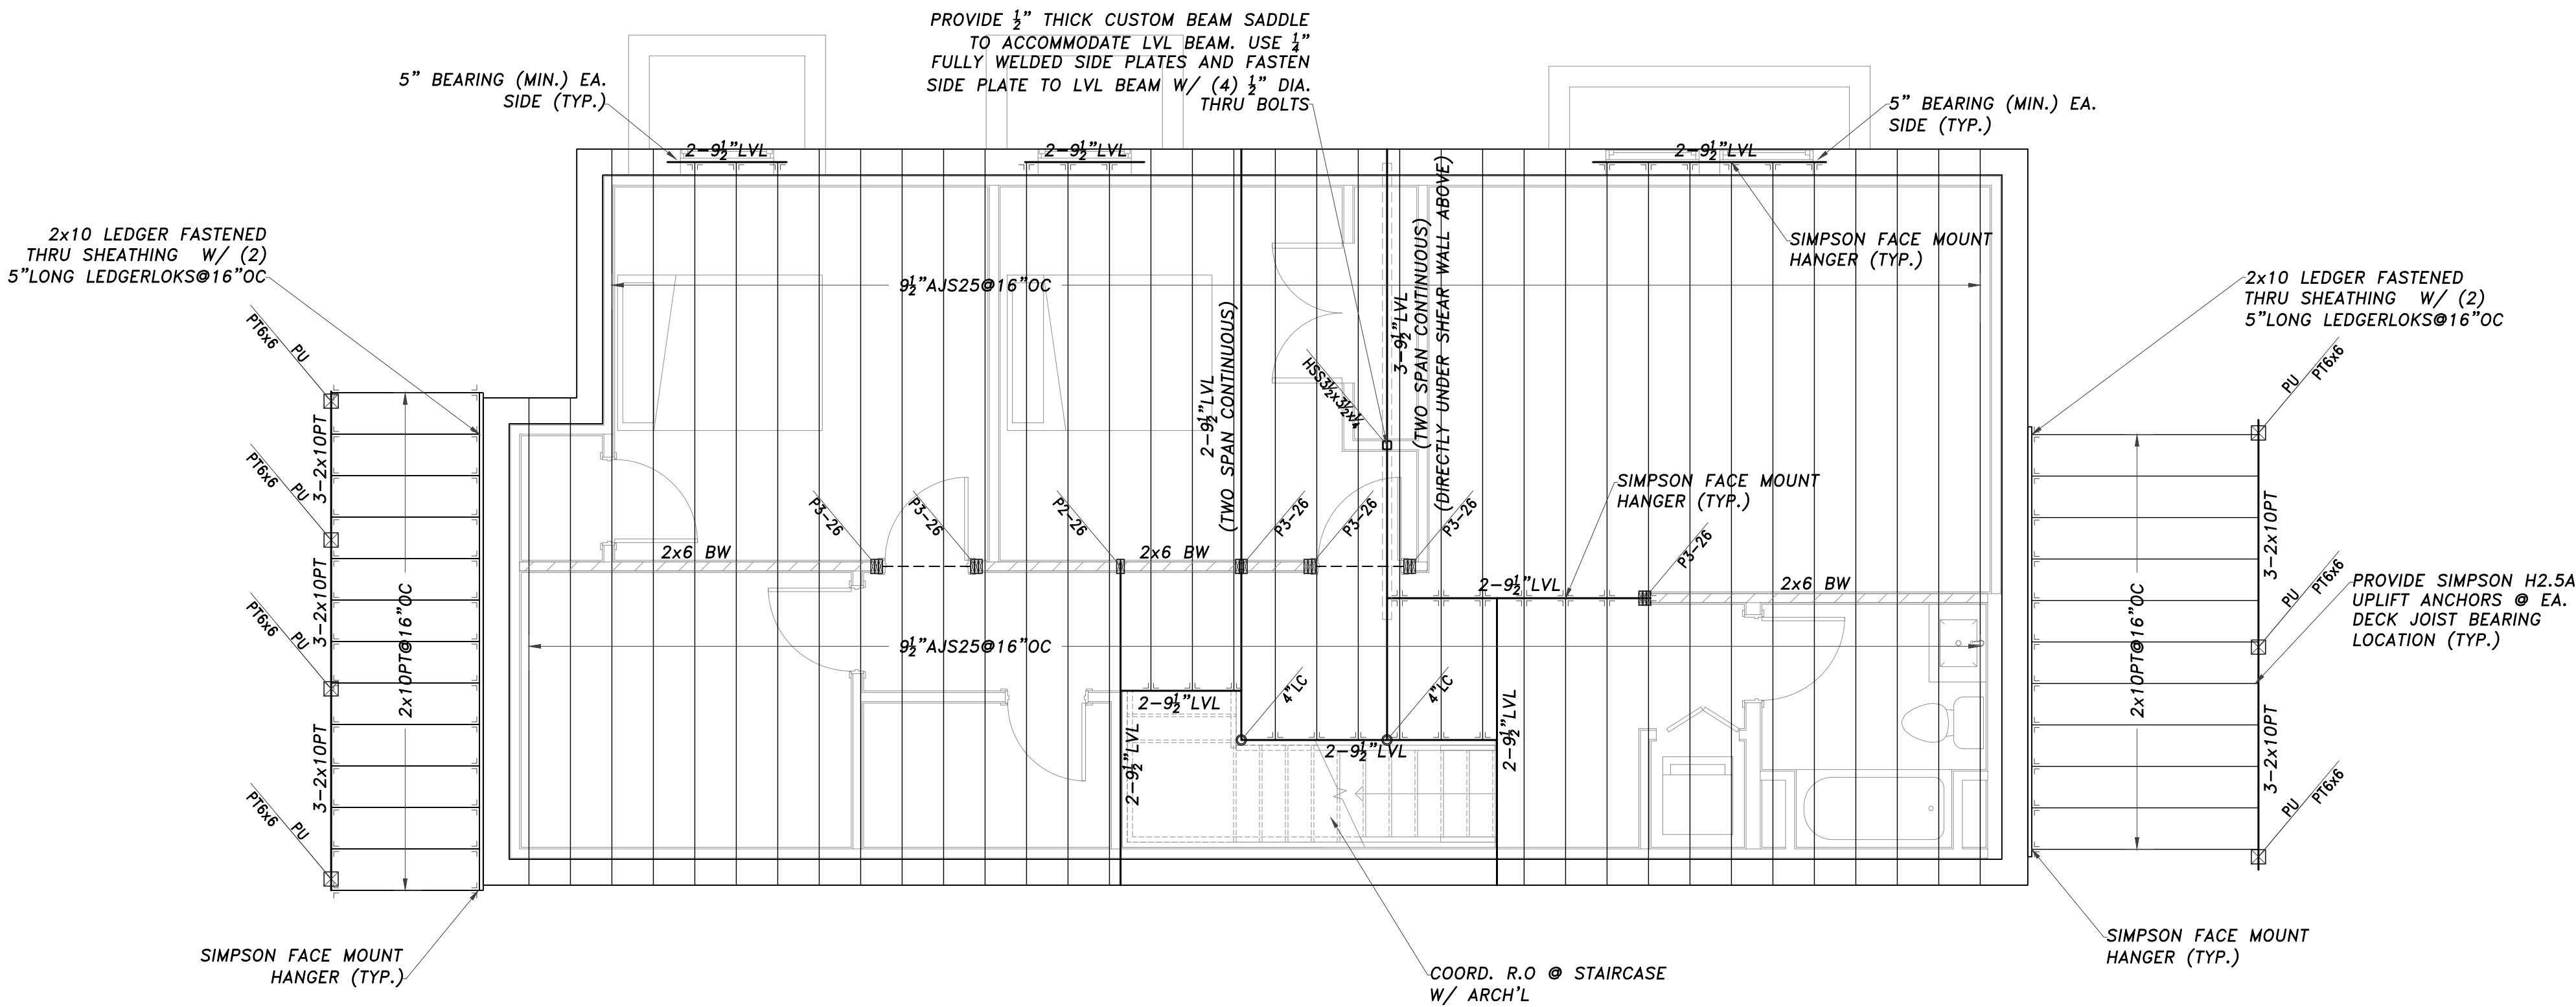 PROVIDE ½" THICK CUSTOM BEAM SADDLE
TO ACCOMMODATE LVL BEAM. USE ¼"
FULLY WELDED SIDE PLATES AND FASTEN
SIDE PLATE TO LVL BEAM W/ (4) ½" DIA.
THRU BOLTS
5" BEARING (MIN.) EA.
SIDE (TYP.)
5" BEARING (MIN.) EA.
SIDE (TYP.)
2-9½"LVL
2-9½"LVL
2-9½"LVL
SIMPSON FACE MOUNT
HANGER (TYP.)
2x10 LEDGER FASTENED
THRU SHEATHING W/ (2)
5"LONG LEDGERLOKS@16"OC
2x10 LEDGER FASTENED
THRU SHEATHING W/ (2)
5"LONG LEDGERLOKS@16"OC
9½"AJS25@16"OC
2-9½"LVL
(TWO SPAN CONTINUOUS)
3-9½"LVL
(TWO SPAN CONTINUOUS)
(DIRECTLY UNDER SHEAR WALL ABOVE)
HSS3½x3½x¼
PT6x6
PU
PT6x6
PU
PT6x6
PU
PT6x6
PU
3-2x10PT
3-2x10PT
3-2x10PT
2x10PT@16"OC
P3-26
P3-26
P2-26
P3-26
P3-26
P3-26
P3-26
2x6 BW
2x6 BW
2x6 BW
SIMPSON FACE MOUNT
HANGER (TYP.)
2-9½"LVL
9½"AJS25@16"OC
2-9½"LVL
2-9½"LVL
4"LC
4"LC
2-9½"LVL
2-9½"LVL
PU
PT6x6
PU
PT6x6
PU
PT6x6
3-2x10PT
3-2x10PT
2x10PT@16"OC
PROVIDE SIMPSON H2.5A
UPLIFT ANCHORS @ EA.
DECK JOIST BEARING
LOCATION (TYP.)
SIMPSON FACE MOUNT
HANGER (TYP.)
SIMPSON FACE MOUNT
HANGER (TYP.)
COORD. R.O @ STAIRCASE
W/ ARCH'L